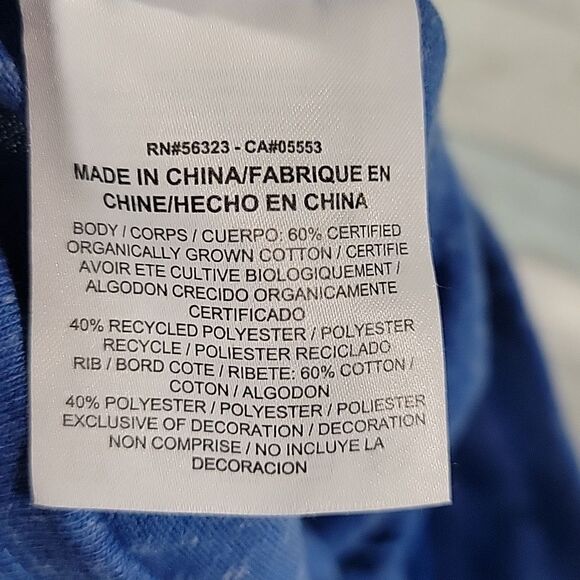 RN#56323 - CA#05553
MADE IN CHINA/FABRIQUE EN
CHINE/HECHO EN CHINA
BODY / CORPS / CUERPO: 60% CERTIFIED
ORGANICALLY GROWN COTTON / CERTIFIE
AVOIR ETE CULTIVE BIOLOGIQUEMENT /
ALGODON CRECIDO ORGANICAMENTE
CERTIFICADO
40% RECYCLED POLYESTER / POLYESTER
RECYCLE / POLIESTER RECICLADO
RIB / BORD COTE / RIBETE: 60% COTTON /
COTON / ALGODON
40% POLYESTER / POLYESTER / POLIESTER
EXCLUSIVE OF DECORATION / DECORATION
NON COMPRISE / NO INCLUYE LA
DECORACION